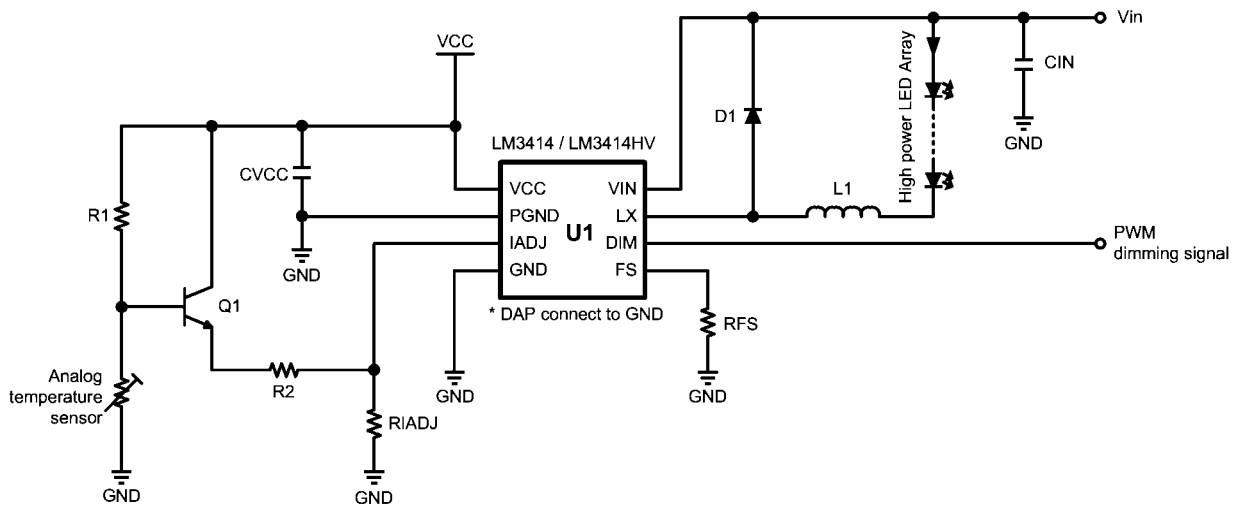 VCC
Vin
High power LED Array
CIN
GND
D1
LM3414 / LM3414HV
CVCC
VCC
VIN
R1
PGND
LX
L1
U1
IADJ
DIM
PWM
dimming signal
GND
GND
FS
Q1
* DAP connect to GND
RFS
Analog
temperature
sensor
R2
RIADJ
GND
GND
GND
GND